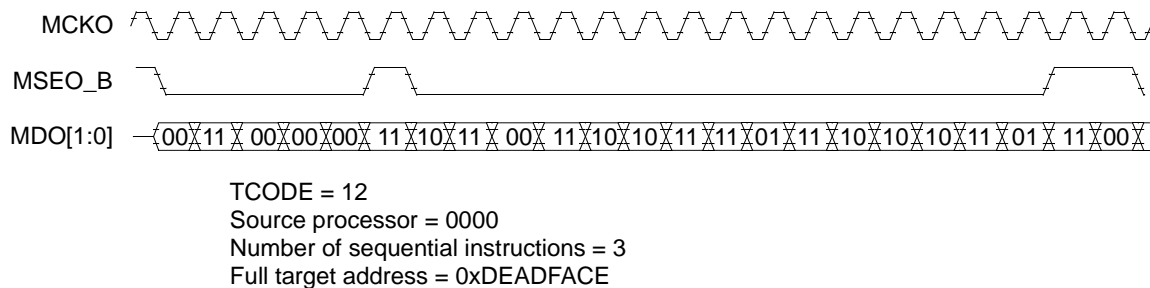 MCKO
MSEO_B
MDO[1:0] 00 11 00 00 00 11 10 11 00 11 10 10 11 11 01 11 10 10 10 11 01 11 00
TCODE = 12
Source processor = 0000
Number of sequential instructions = 3
Full target address = 0xDEADFACE